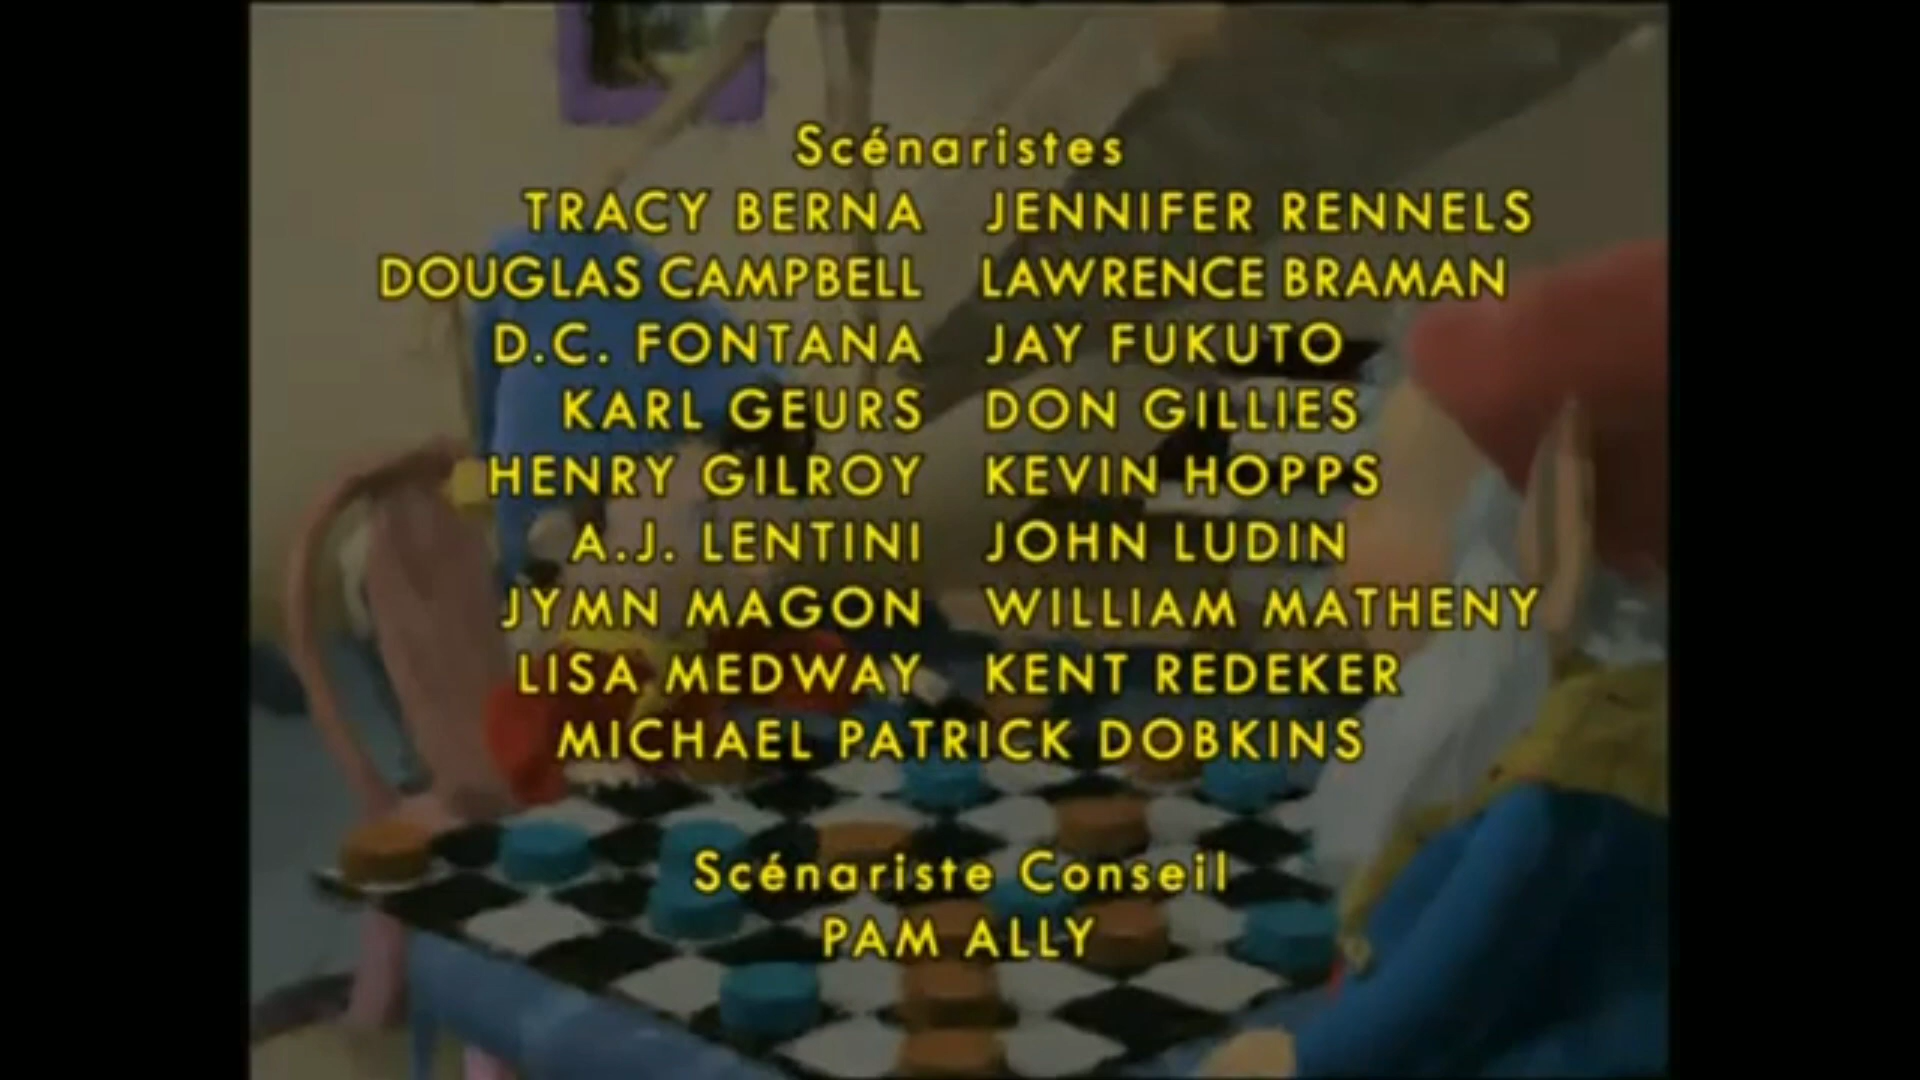 Scénaristes
TRACY BERNA JENNIFER RENNELS
DOUGLAS CAMPBELL LAWRENCE BRAMAN
D.C. FONTANA JAY FUKUTO
KARL GEURS DON GILLIES
HENRY GILROY KEVIN HOPPS
A.J. LENTINI JOHN LUDIN
JYMN MAGON WILLIAM MATHENY
LISA MEDWAY KENT REDEKER
MICHAEL PATRICK DOBKINS
Scénariste Conseil
PAM ALLY